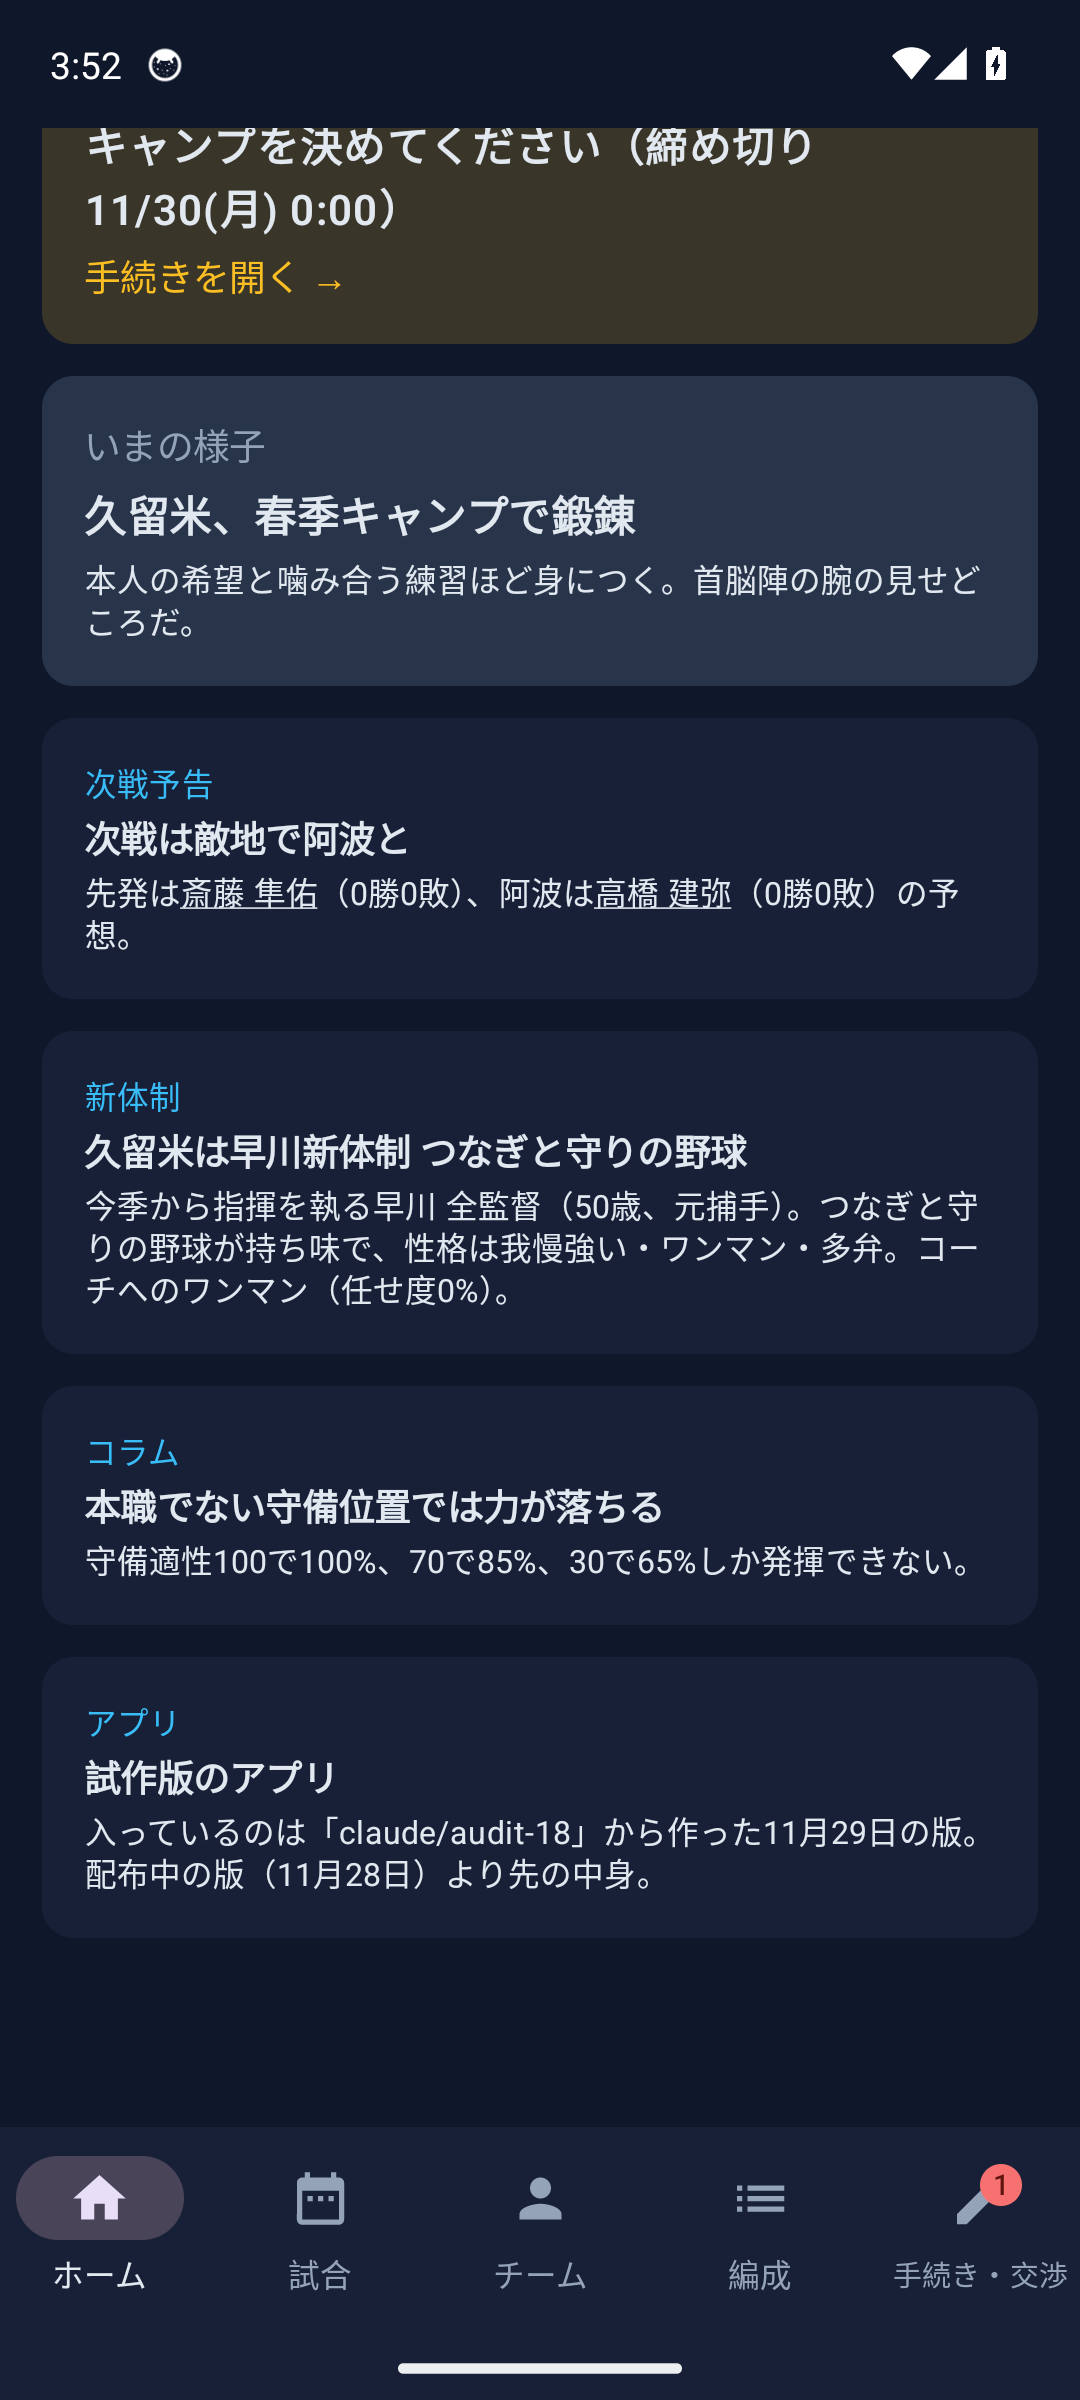 3:52
キャンプを決めてください（締め切り
11/30(月) 0:00）
手続きを開く →
いまの様子
久留米、春季キャンプで鍛錬
本人の希望と噛み合う練習ほど身につく。首脳陣の腕の見せど
ころだ。
次戦予告
次戦は敵地で阿波と
先発は斎藤 隼佑（0勝0敗）、阿波は高橋 建弥（0勝0敗）の予
想。
新体制
久留米は早川新体制 つなぎと守りの野球
今季から指揮を執る早川 全監督（50歳、元捕手）。つなぎと守
りの野球が持ち味で、性格は我慢強い・ワンマン・多弁。コー
チへのワンマン（任せ度0%）。
コラム
本職でない守備位置では力が落ちる
守備適性100で100%、70で85%、30で65%しか発揮できない。
アプリ
試作版のアプリ
入っているのは「claude/audit-18」から作った11月29日の版。
配布中の版（11月28日）より先の中身。
1
ホーム
試合
チーム
編成
手続き・交渉